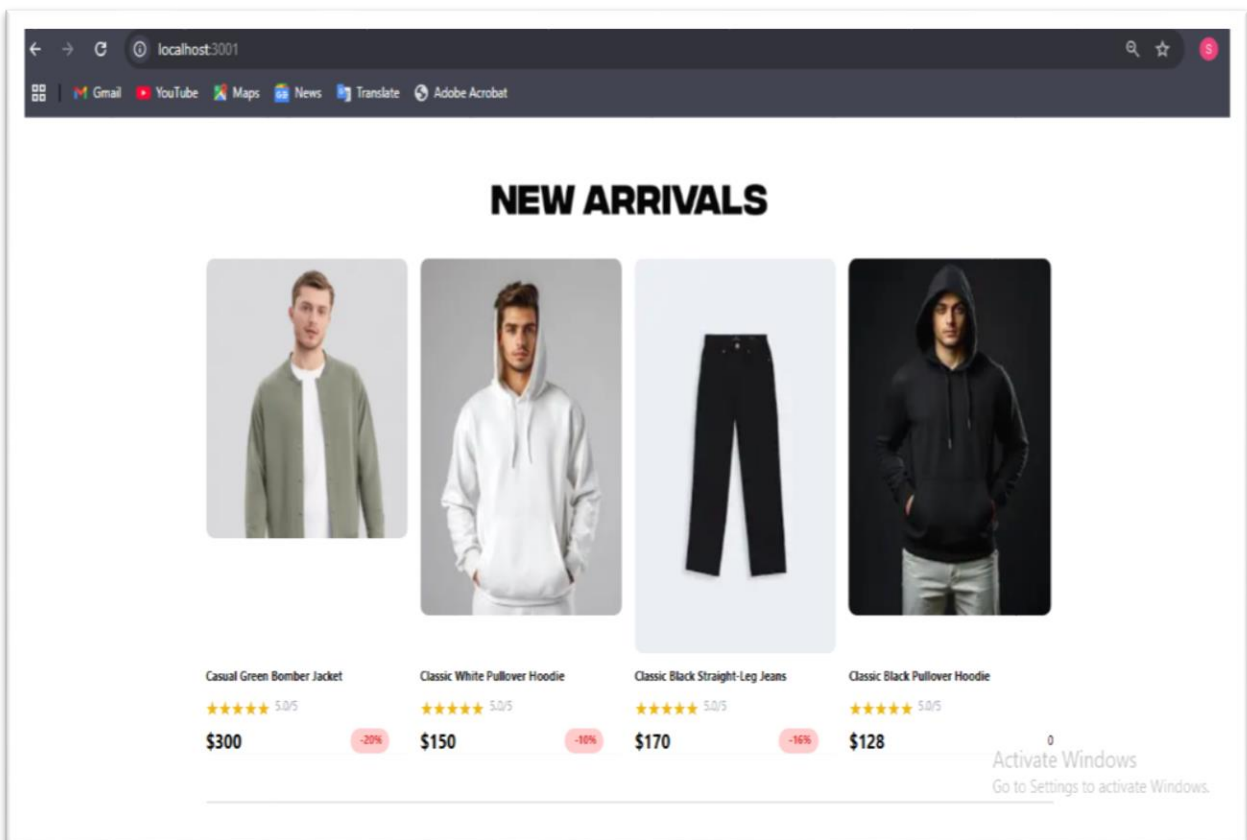 localhost:3001
S
Gmail YouTube Maps News Translate Adobe Acrobat
NEW ARRIVALS
Casual Green Bomber Jacket
5.0/5
$300 -20%
Classic White Pullover Hoodie
5.0/5
$150 -10%
Classic Black Straight-Leg Jeans
5.0/5
$170 -16%
Classic Black Pullover Hoodie
5.0/5
$128 0
Activate Windows
Go to Settings to activate Windows.